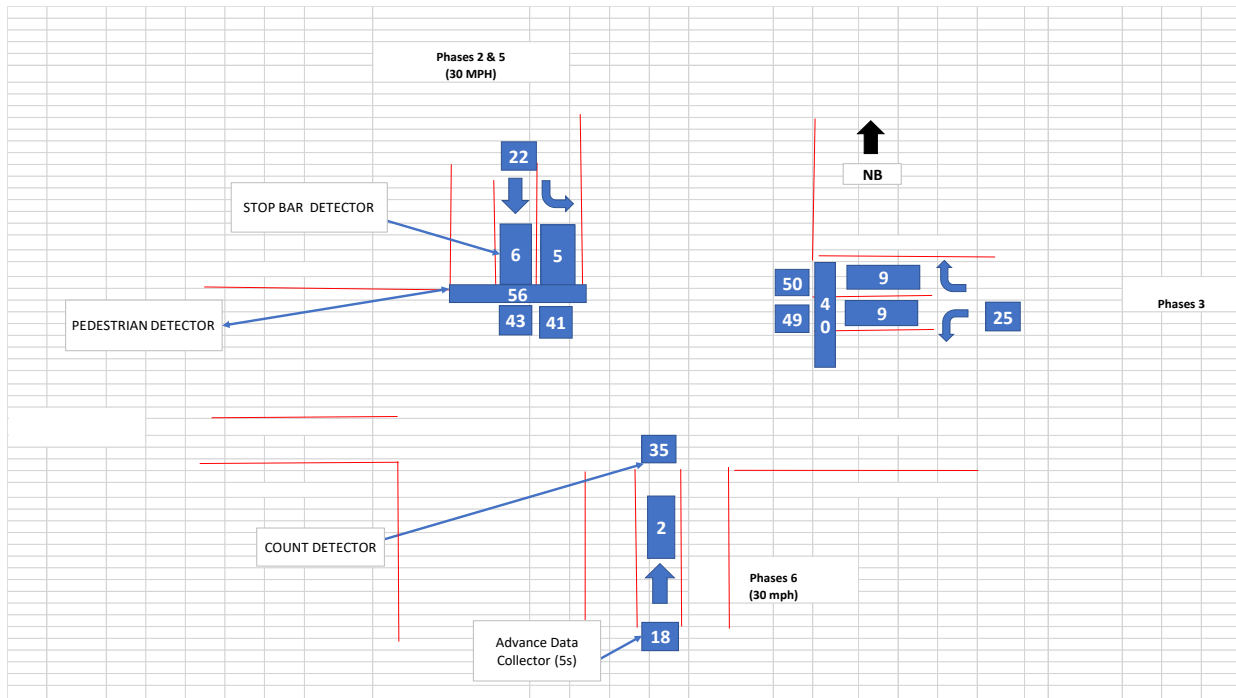 Phases 2 & 5
(30 MPH)
22
NB
STOP BAR DETECTOR
6
5
50
4
0
9
56
PEDESTRIAN DETECTOR
43
41
49
9
25
Phases 3
35
COUNT DETECTOR
2
Phases 6
(30 mph)
Advance Data
Collector (5s)
18